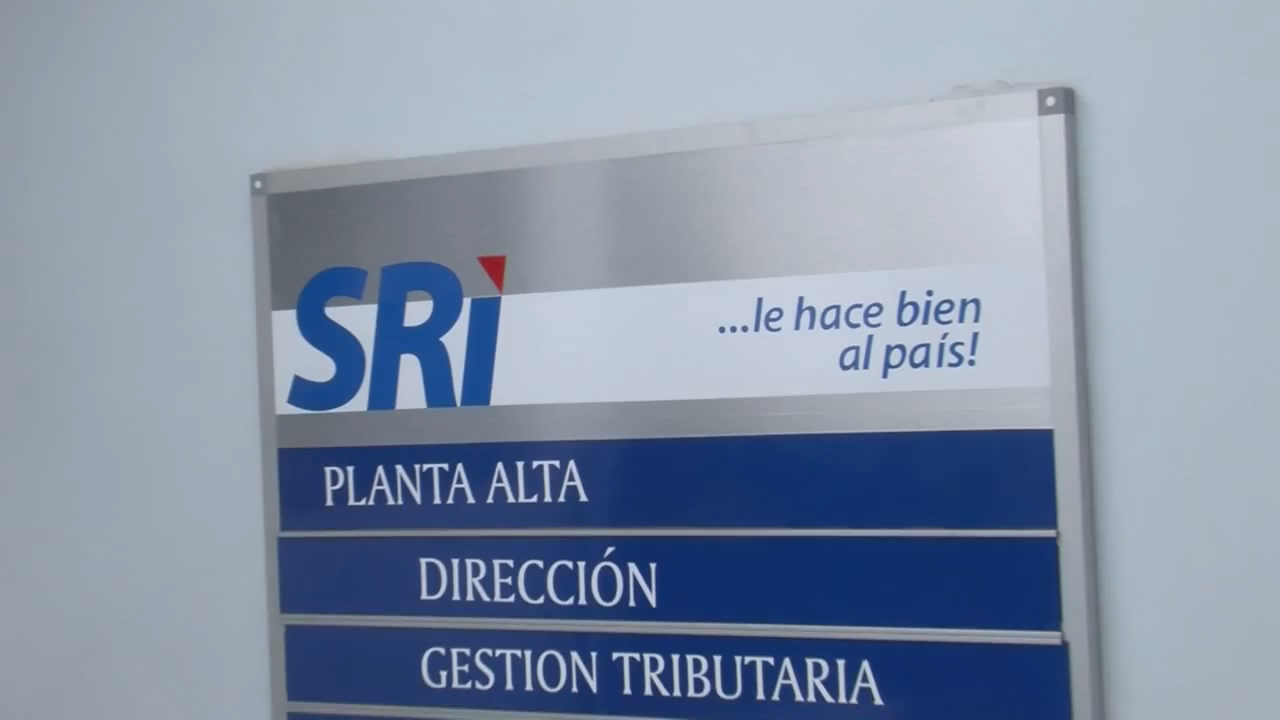 SRi
...le hace bien
al país!
PLANTA ALTA
DIRECCIÓN
GESTION TRIBUTARIA